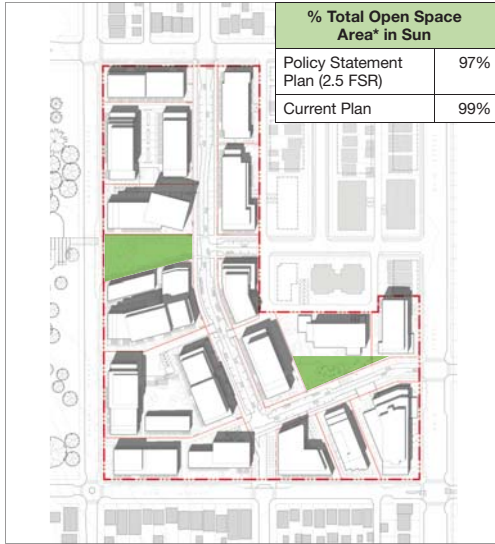 % Total Open Space
Area* in Sun
Policy Statement 97%
Plan (2.5 FSR)
Current Plan 99%